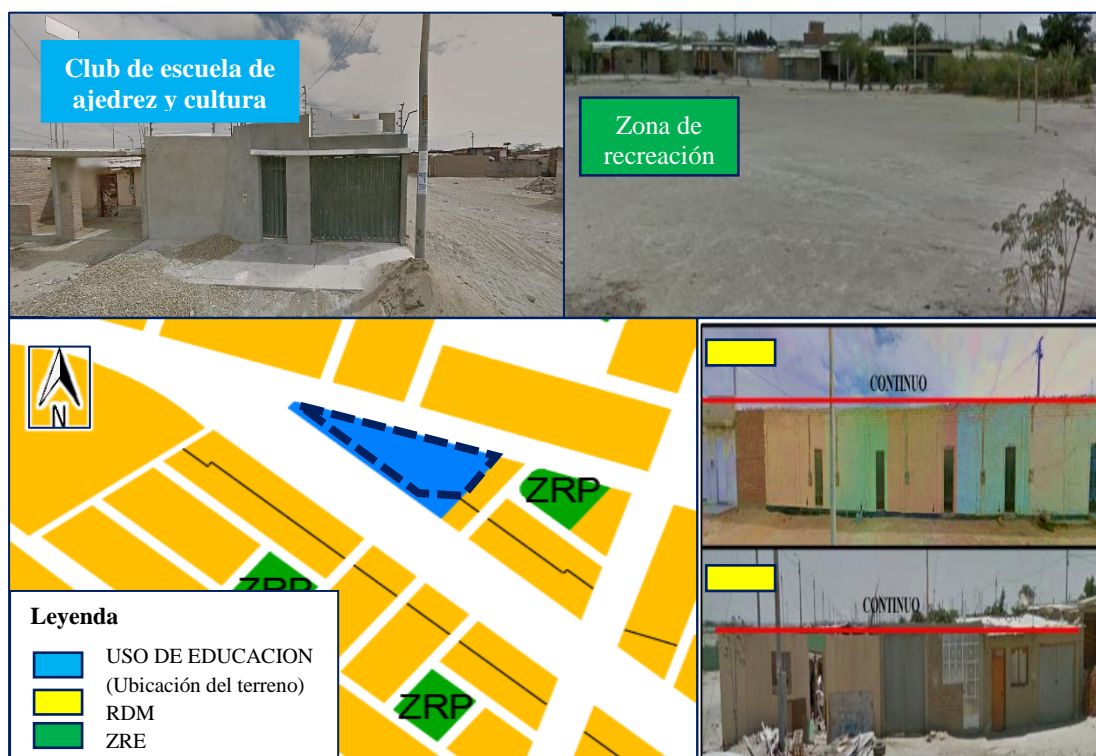 Club de escuela de
ajedrez y cultura
Zona de
recreación
N
ZRP
ZRP
ZRP
Leyenda
USO DE EDUCACION
(Ubicación del terreno)
RDM
ZRE
CONTINUO
CONTINUO